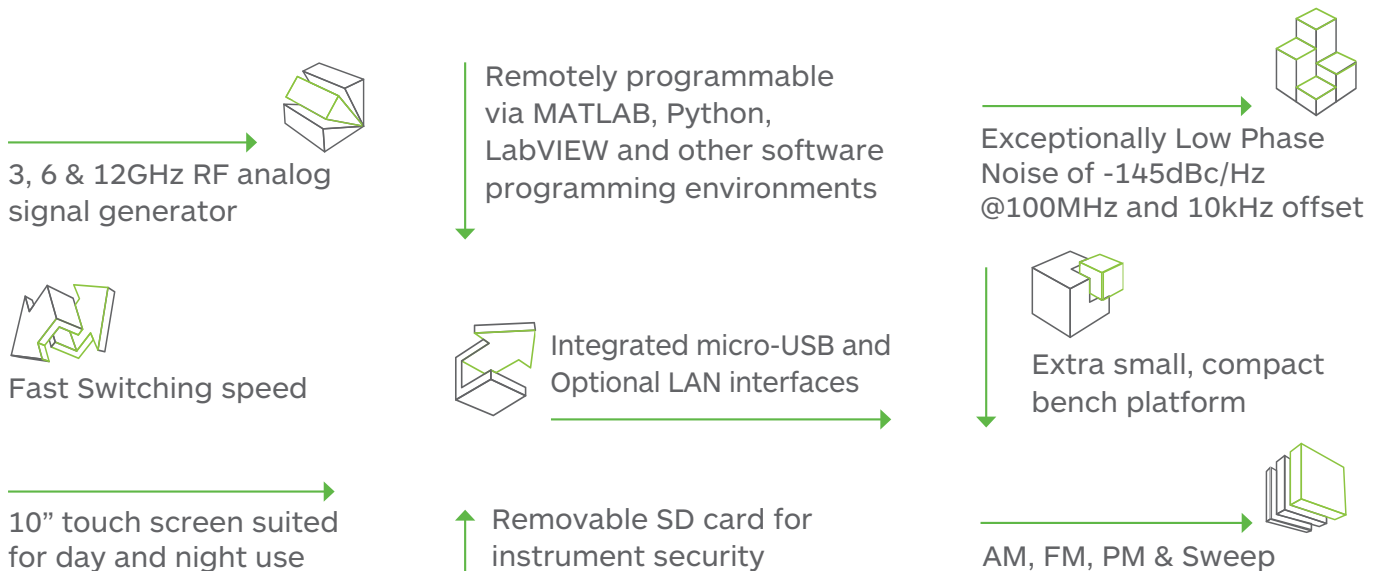 3, 6 & 12GHz RF analog
signal generator
Remotely programmable
via MATLAB, Python,
LabVIEW and other software
programming environments
Exceptionally Low Phase
Noise of -145dBc/Hz
@100MHz and 10kHz offset
Fast Switching speed
Integrated micro-USB and
Optional LAN interfaces
Extra small, compact
bench platform
10” touch screen suited
for day and night use
Removable SD card for
instrument security
AM, FM, PM & Sweep